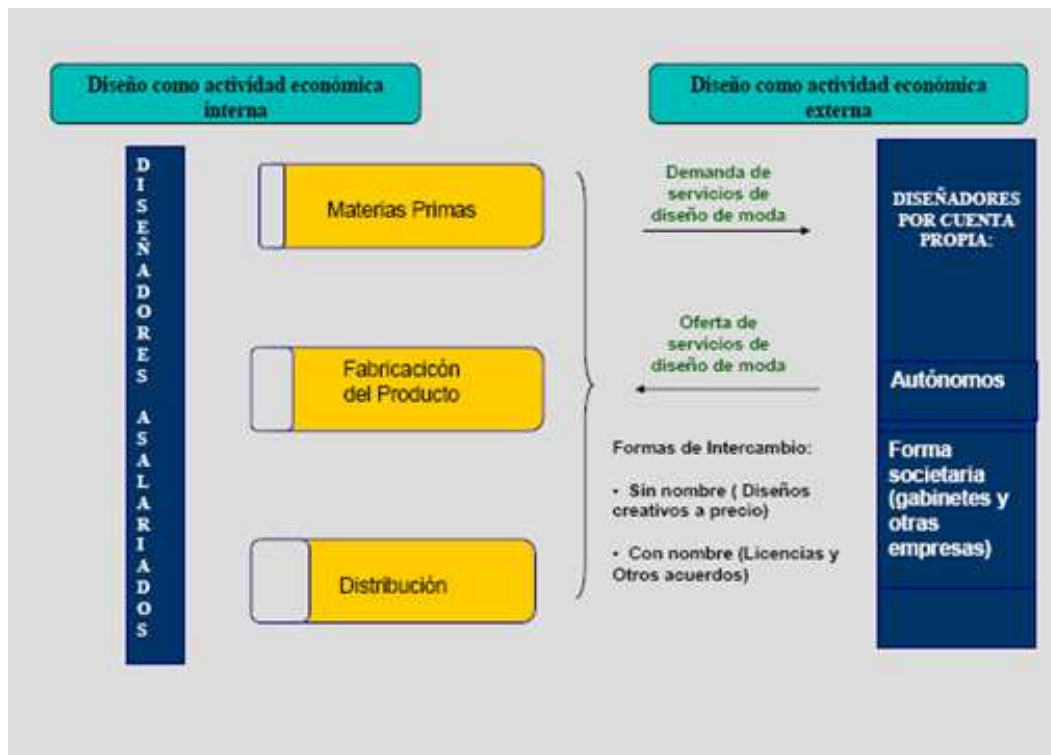 Diseño como actividad económica
interna
Diseño como actividad económica
externa
DISEÑADORES ASALARIADOS
Materias Primas
Fabricacicón
del Producto
Distribución
Demanda de
servicios de
diseño de moda
Oferta de
servicios de
diseño de moda
Formas de Intercambio:
• Sin nombre ( Diseños
creativos a precio)
• Con nombre (Licencias y
Otros acuerdos)
DISEÑADORES
POR CUENTA
PROPIA:
Autónomos
Forma
societaria
(gabinetes y
otras
empresas)